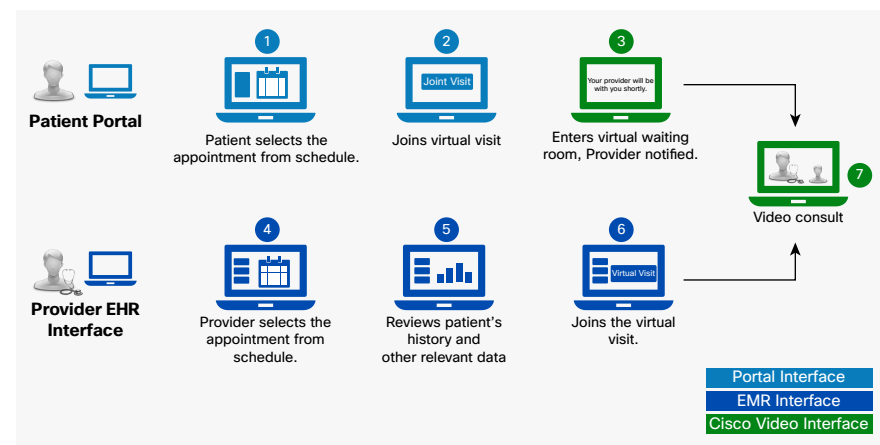 1
2
3
Joint Visit
Your provider will be
with you shortly.
Patient Portal
Patient selects the
appointment from schedule.
Joins virtual visit
Enters virtual waiting
room, Provider notified.
7
Video consult
4
5
6
Virtual Visit
Provider EHR
Interface
Provider selects the
appointment from
schedule.
Reviews patient's
history and
other relevant data
Joins the virtual
visit.
Portal Interface
EMR Interface
Cisco Video Interface